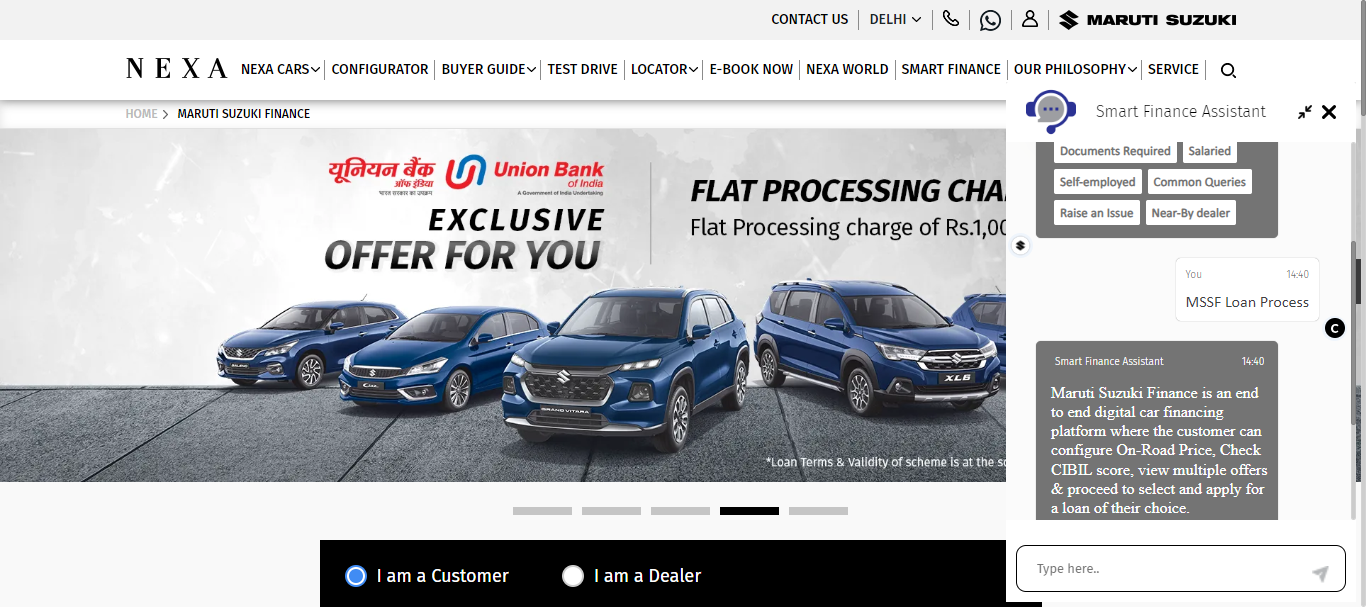 CONTACT US
DELHI
MARUTI SUZUKI
NEXA
NEXA CARS
CONFIGURATOR
BUYER GUIDE
TEST DRIVE
LOCATOR
E-BOOK NOW
NEXA WORLD
SMART FINANCE
OUR PHILOSOPHY
SERVICE
HOME
MARUTI SUZUKI FINANCE
यूनियन बैंक
ऑफ इंडिया
भारत सरकार का उपक्रम
Union Bank
of India
A Government of India Undertaking
EXCLUSIVE
OFFER FOR YOU
FLAT PROCESSING CHA
Flat Processing charge of Rs.1,00
BALENO
CIAZ
GRAND VITARA
XL6
*Loan Terms & Validity of scheme is at the so
I am a Customer
I am a Dealer
Smart Finance Assistant
Documents Required
Salaried
Self-employed
Common Queries
Raise an Issue
Near-By dealer
You
14:40
MSSF Loan Process
C
Smart Finance Assistant
14:40
Maruti Suzuki Finance is an end
to end digital car financing
platform where the customer can
configure On-Road Price, Check
CIBIL score, view multiple offers
& proceed to select and apply for
a loan of their choice.
Type here..